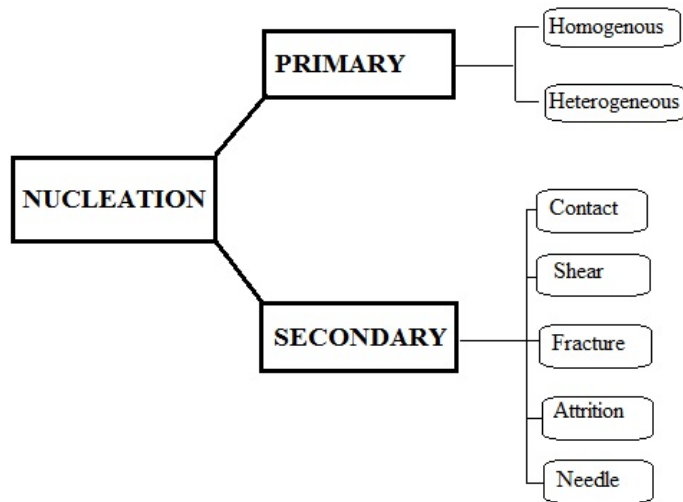 Homogenous
PRIMARY
Heterogeneous
NUCLEATION
Contact
Shear
SECONDARY
Fracture
Attrition
Needle